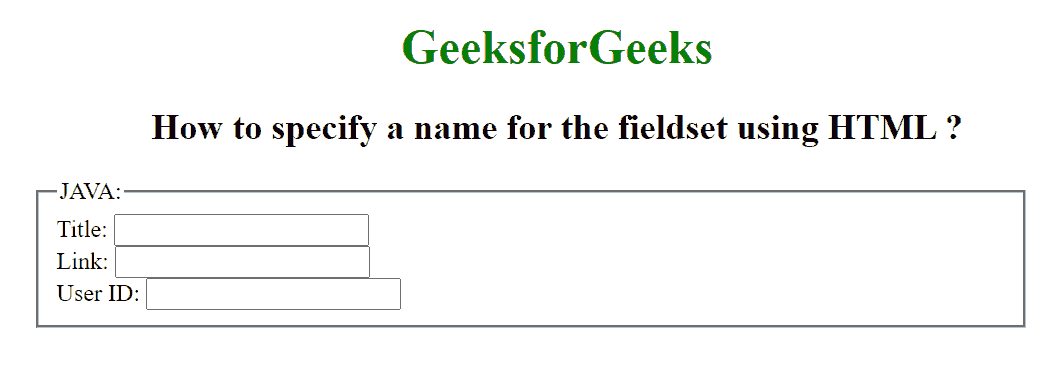 GeeksforGeeks
How to specify a name for the fieldset using HTML ?
JAVA:
Title:
Link:
User ID: